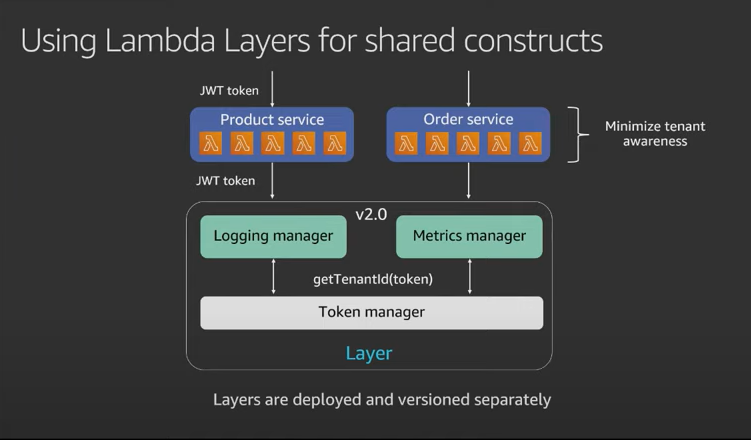 Using Lambda Layers for shared constructs
JWT token
Product service
Order service
Minimize tenant
awareness
JWT token
v2.0
Logging manager
Metrics manager
getTenantId(token)
Token manager
Layer
Layers are deployed and versioned separately